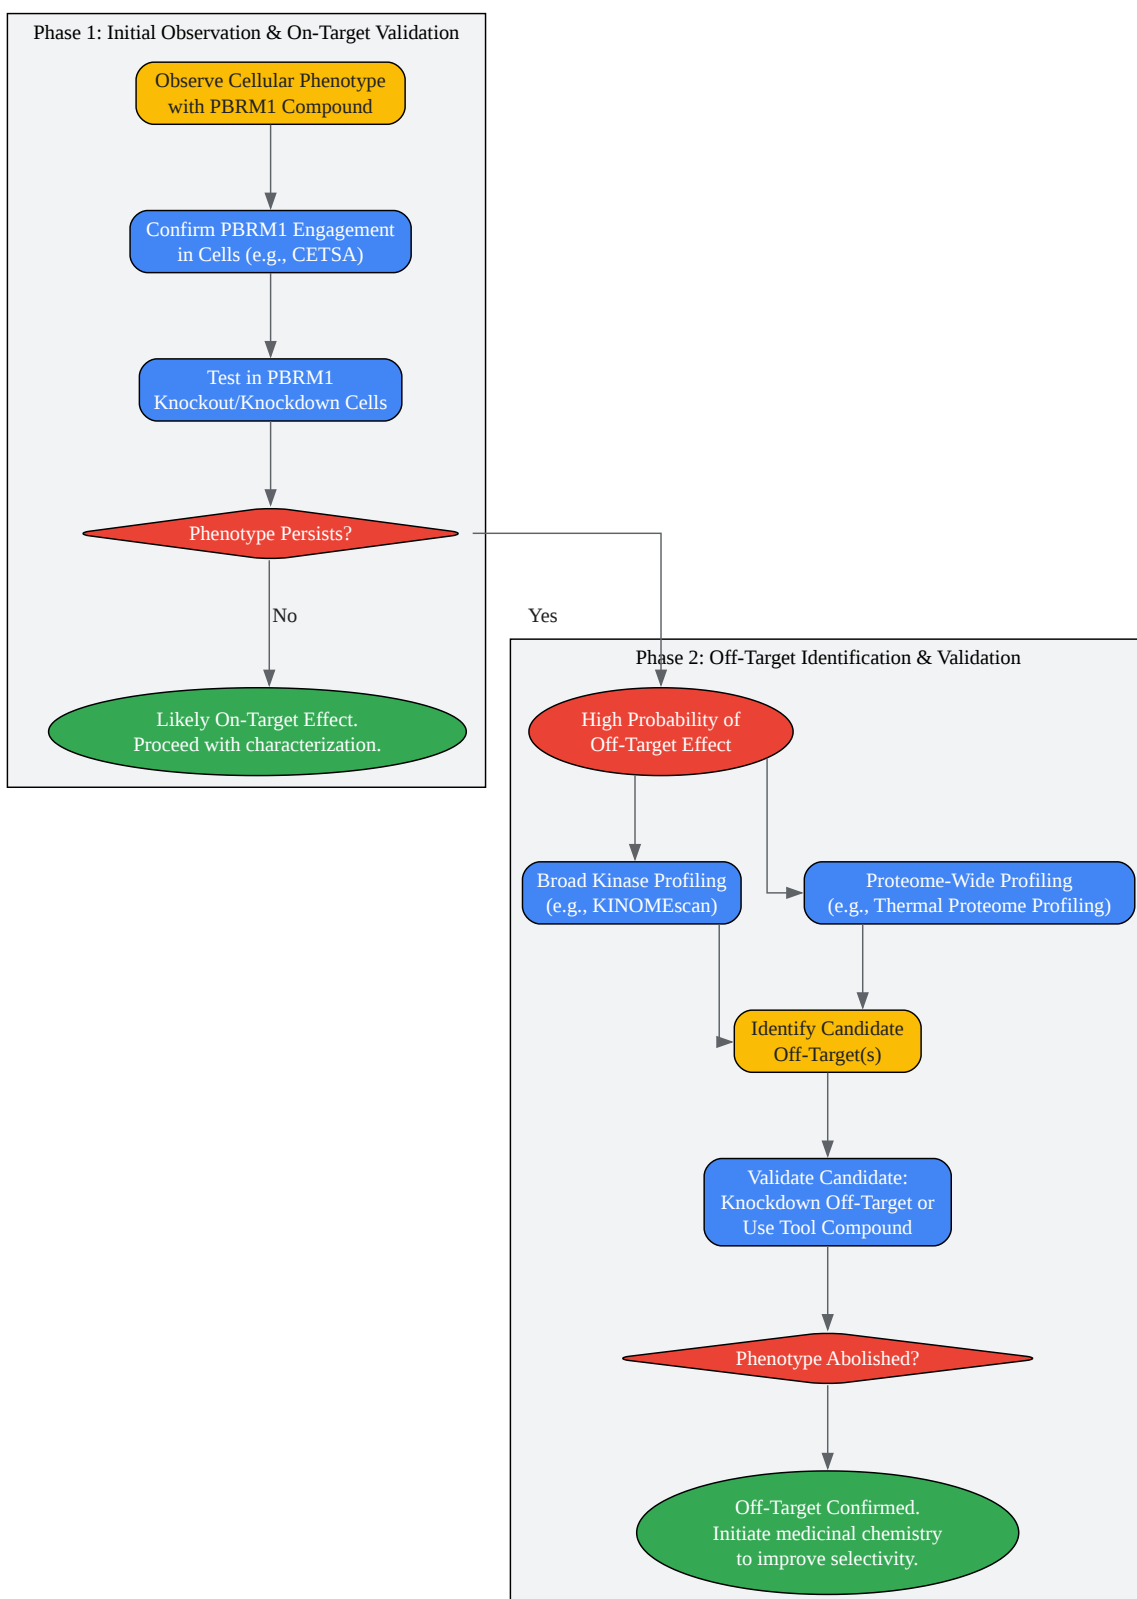 Phase 1: Initial Observation & On-Target Validation
Observe Cellular Phenotype
with PBRM1 Compound
Confirm PBRM1 Engagement
in Cells (e.g., CETSA)
Test in PBRM1
Knockout/Knockdown Cells
Phenotype Persists?
No
Yes
Likely On-Target Effect.
Proceed with characterization.
Phase 2: Off-Target Identification & Validation
High Probability of
Off-Target Effect
Broad Kinase Profiling
(e.g., KINOMEscan)
Proteome-Wide Profiling
(e.g., Thermal Proteome Profiling)
Identify Candidate
Off-Target(s)
Validate Candidate:
Knockdown Off-Target or
Use Tool Compound
Phenotype Abolished?
Off-Target Confirmed.
Initiate medicinal chemistry
to improve selectivity.